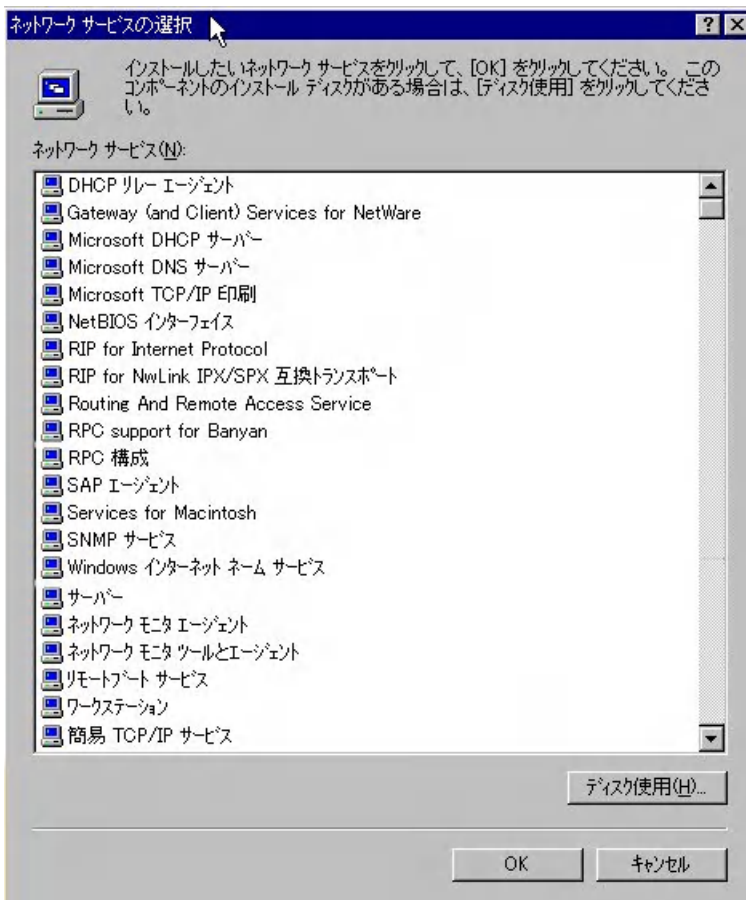 ネットワーク サービスの選択
インストールしたいネットワーク サービスをクリックして、[OK] をクリックしてください。 この
コンポーネントのインストール ディスクがある場合は、[ディスク使用] をクリックしてくださ
い。
ネットワーク サービス(N):
DHCP リレー エージェント
Gateway (and Client) Services for NetWare
Microsoft DHCP サーバー
Microsoft DNS サーバー
Microsoft TCP/IP 印刷
NetBIOS インターフェイス
RIP for Internet Protocol
RIP for NwLink IPX/SPX 互換トランスポート
Routing And Remote Access Service
RPC support for Banyan
RPC 構成
SAP エージェント
Services for Macintosh
SNMP サービス
Windows インターネット ネーム サービス
サーバー
ネットワーク モニタ エージェント
ネットワーク モニタ ツールとエージェント
リモートブート サービス
ワークステーション
簡易 TCP/IP サービス
ディスク使用(H)...
OK キャンセル